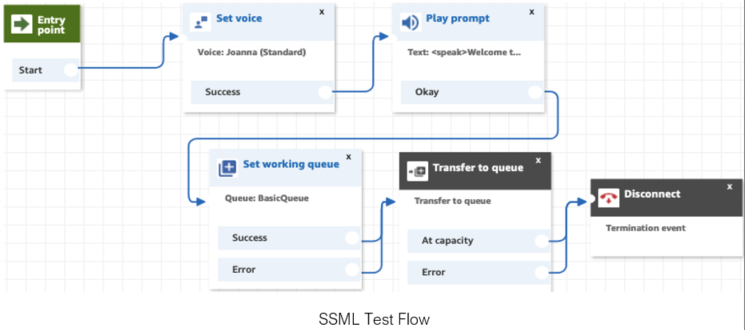 Entry
point
Start
Set voice
x
Voice: Joanna (Standard)
Success
Play prompt
x
Text: <speak>Welcome t...
Okay
Set working queue
x
Queue: BasicQueue
Success
Error
Transfer to queue
x
Transfer to queue
At capacity
Error
Disconnect
x
Termination event
SSML Test Flow